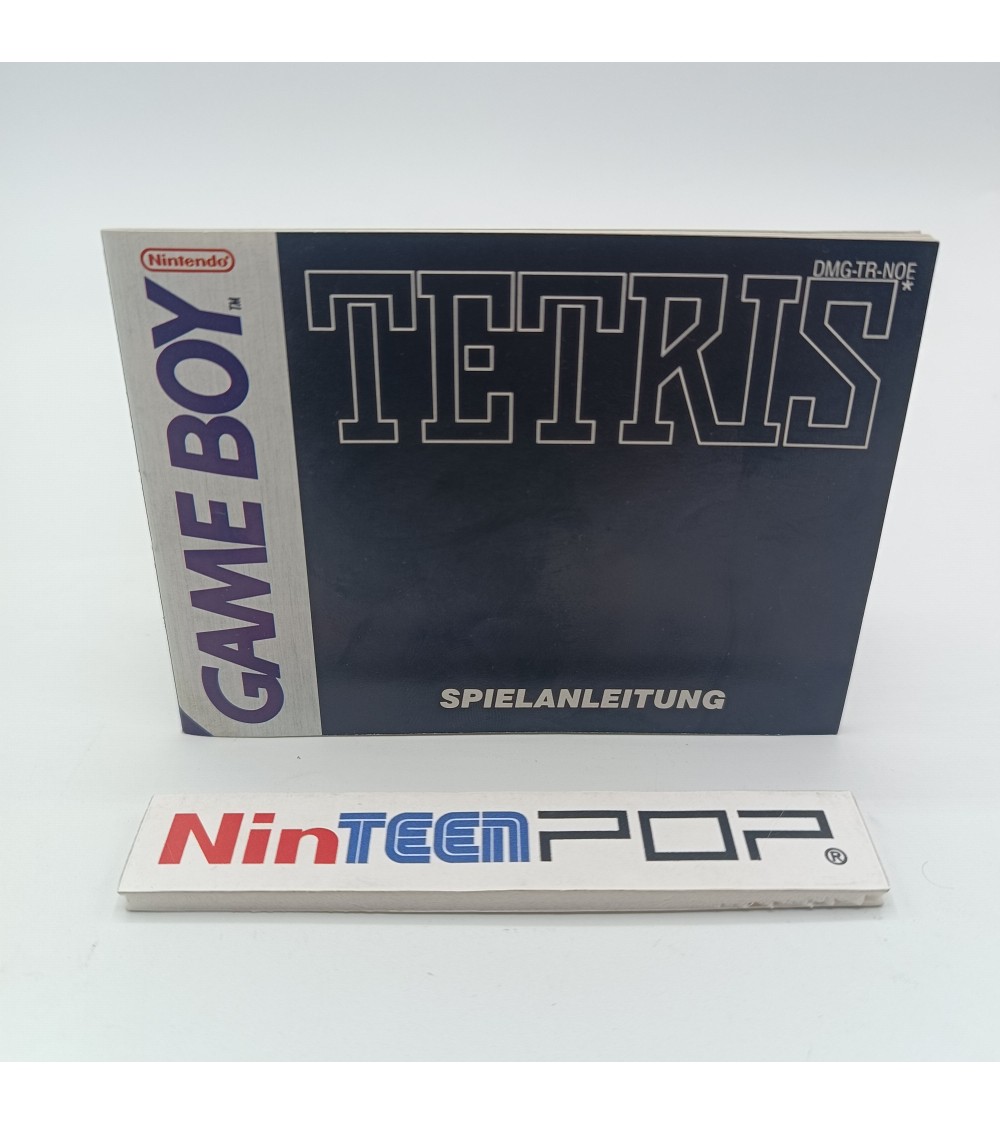 Nintendo
GAME BOY™
DMG-TR-NOE
TETRIS*
SPIELANLEITUNG
NinTEENPOP®